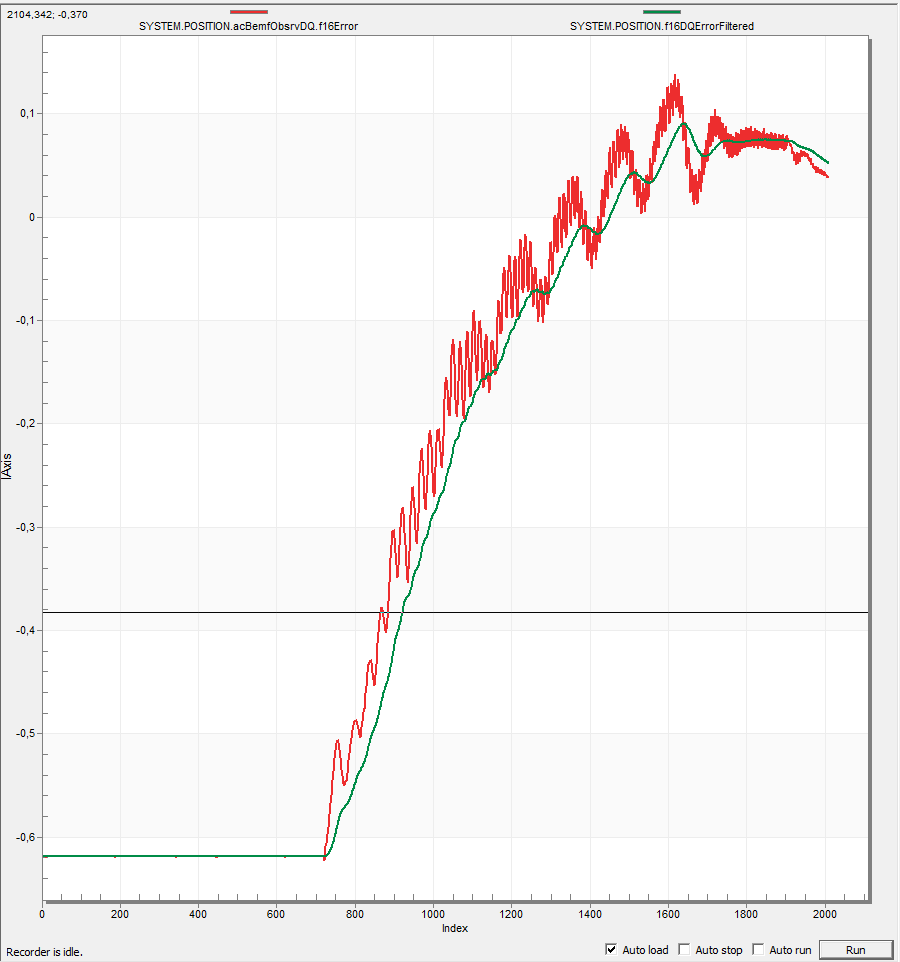 2104,342; -0,370
SYSTEM.POSITION.acBemfObsrvDQ.f16Error
SYSTEM.POSITION.f16DQErrorFiltered
0,1
0
-0,1
-0,2
-0,3
-0,4
-0,5
-0,6
IAxis
0 200 400 600 800 1000 1200 1400 1600 1800 2000
Index
Recorder is idle.
Auto load Auto stop Auto run Run